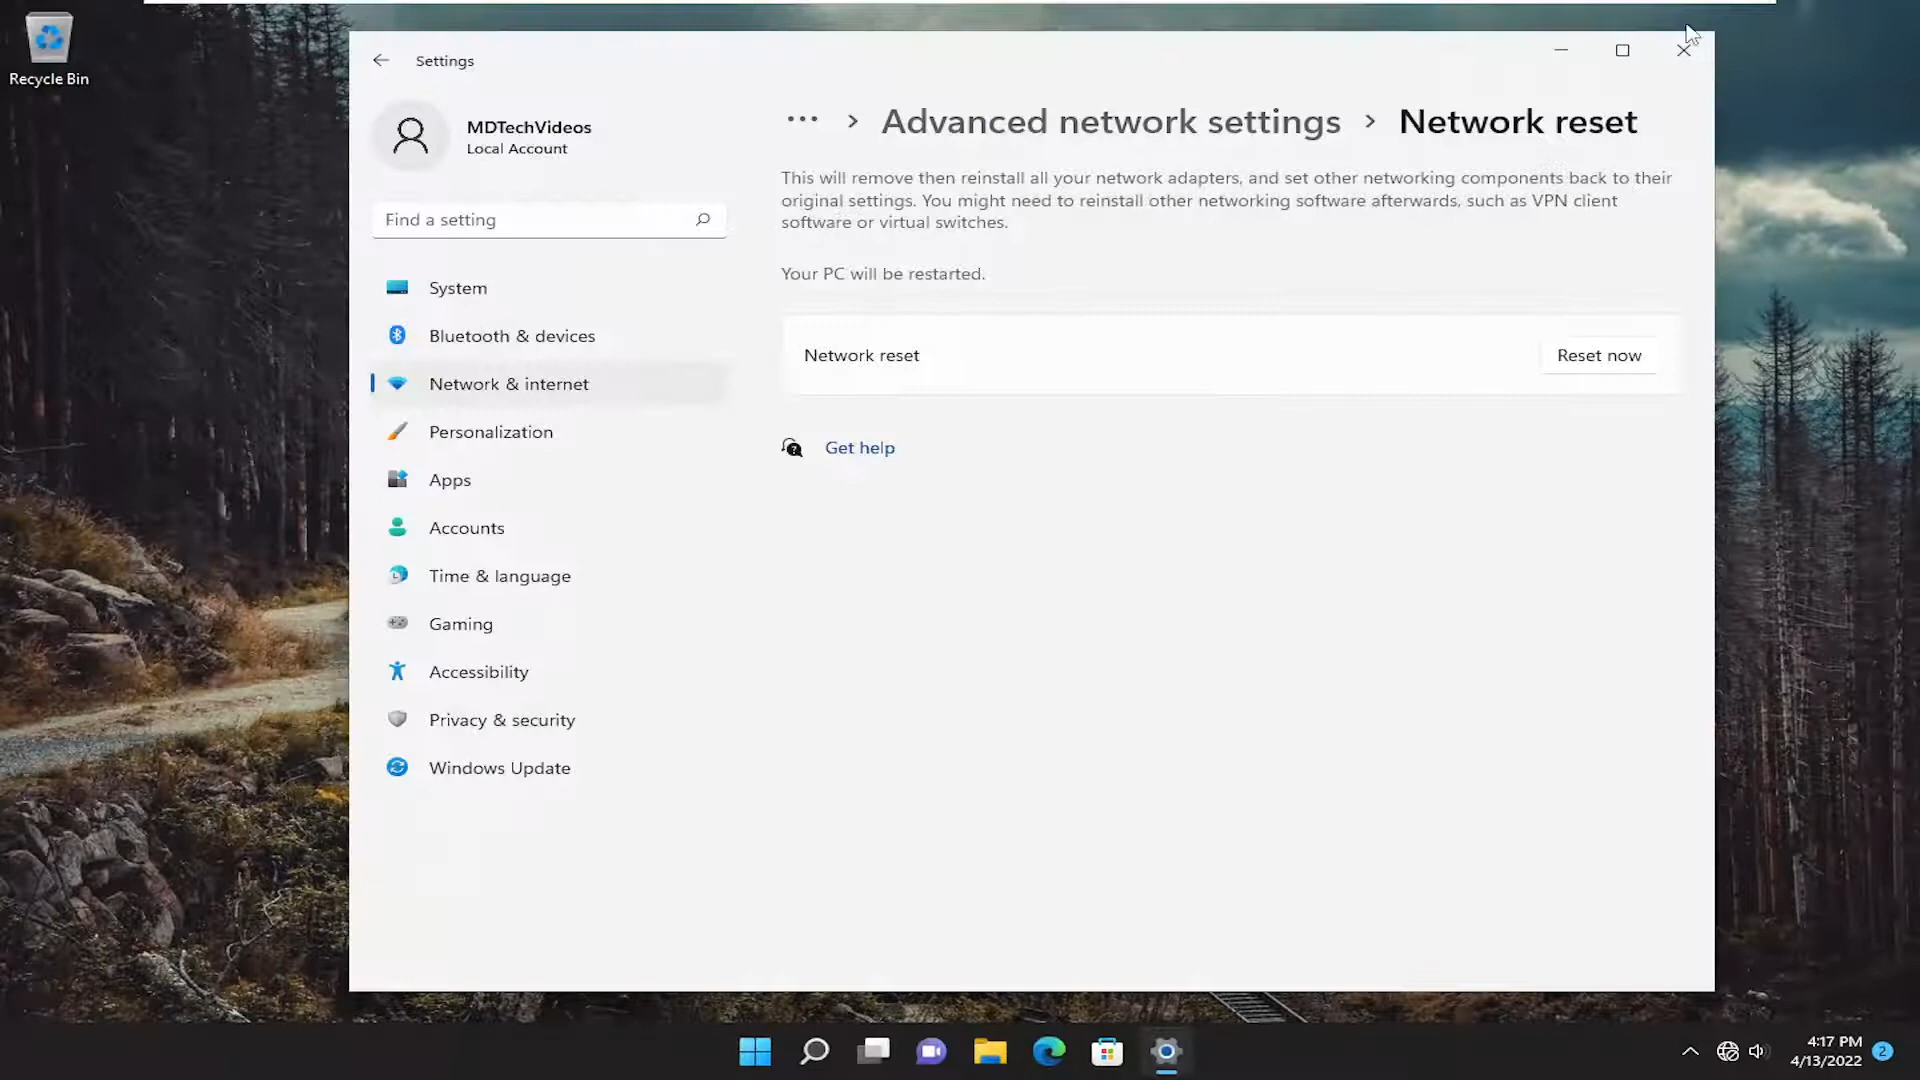 Recycle Bin
Settings
MDTechVideos
Local Account
Find a setting
System
Bluetooth & devices
Network & internet
Personalization
Apps
Accounts
Time & language
Gaming
Accessibility
Privacy & security
Windows Update
... > Advanced network settings > Network reset
This will remove then reinstall all your network adapters, and set other networking components back to their
original settings. You might need to reinstall other networking software afterwards, such as VPN client
software or virtual switches.
Your PC will be restarted.
Network reset
Reset now
Get help
4:17 PM
4/13/2022
2